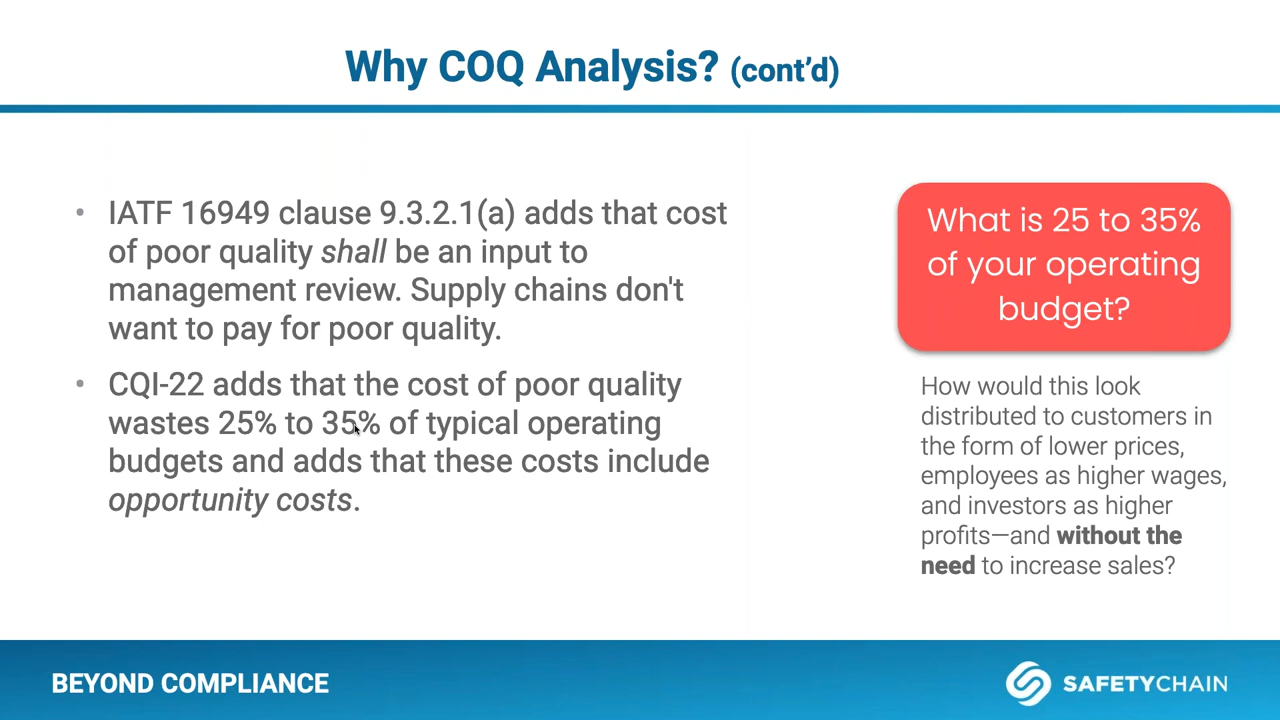 Why COQ Analysis? (cont’d)
IATF 16949 clause 9.3.2.1(a) adds that cost
of poor quality shall be an input to
management review. Supply chains don't
want to pay for poor quality.
CQI-22 adds that the cost of poor quality
wastes 25% to 35% of typical operating
budgets and adds that these costs include
opportunity costs.
What is 25 to 35%
of your operating
budget?
How would this look
distributed to customers in
the form of lower prices,
employees as higher wages,
and investors as higher
profits—and without the
need to increase sales?
BEYOND COMPLIANCE
SAFETYCHAIN